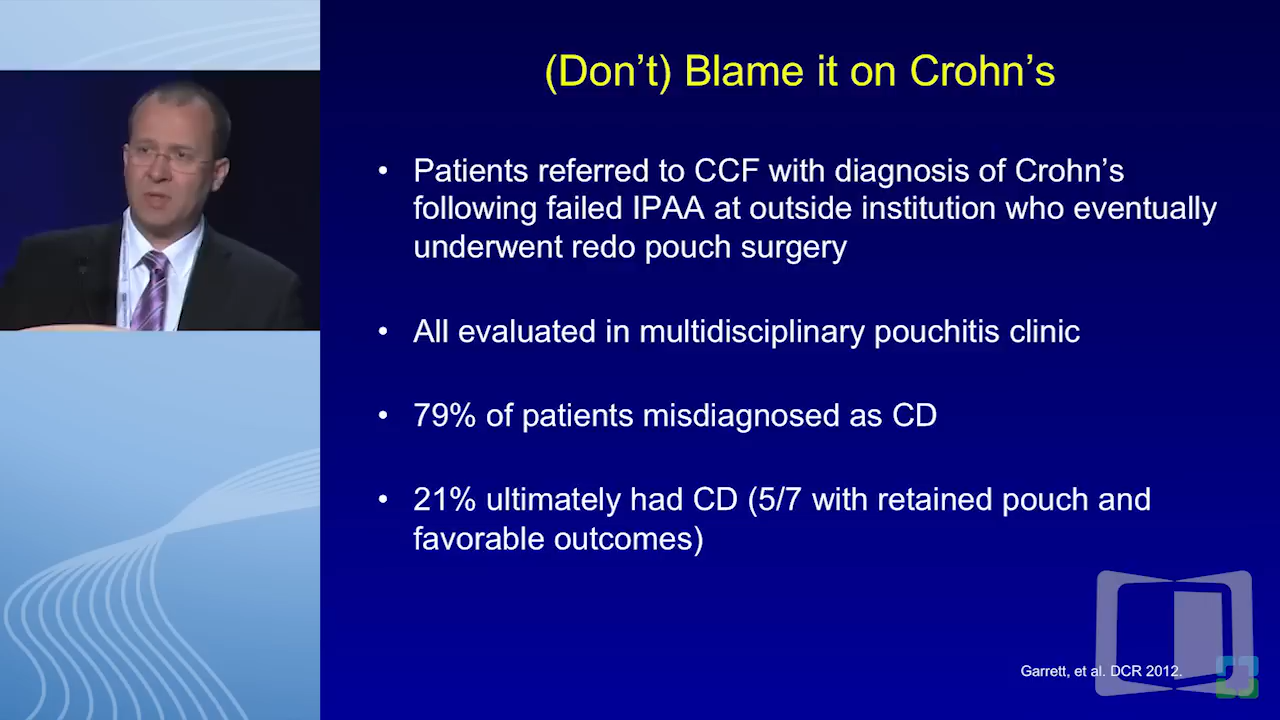 (Don't) Blame it on Crohn's
• Patients referred to CCF with diagnosis of Crohn's
following failed IPAA at outside institution who eventually
underwent redo pouch surgery
• All evaluated in multidisciplinary pouchitis clinic
• 79% of patients misdiagnosed as CD
• 21% ultimately had CD (5/7 with retained pouch and
favorable outcomes)
Garrett, et al. DCR 2012.